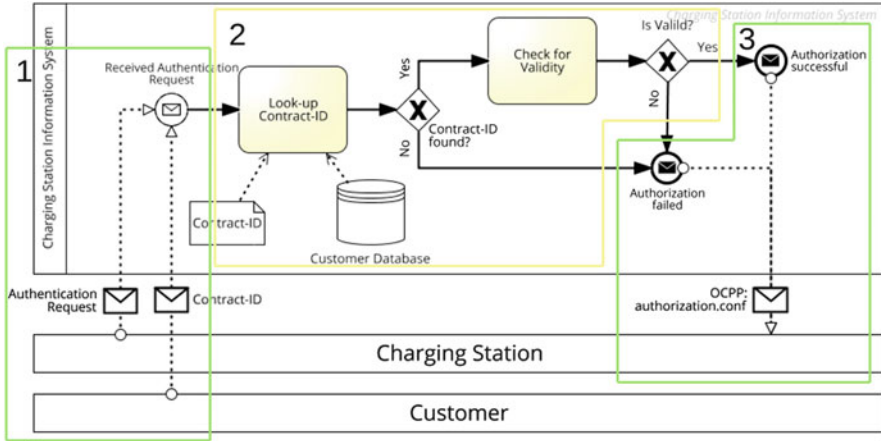 Charging Station Information System
2
Is Valild?
3
1
Received Authentication
Request
Yes
Check for
Validity
Yes
Authorization
successful
Look-up
Contract-ID
Charging Station Information System
No
Contract-ID
found?
No
Authorization
failed
Contract-ID
Customer Database
Authentication
Request
Contract-ID
OCPP:
authorization.conf
Charging Station
Customer